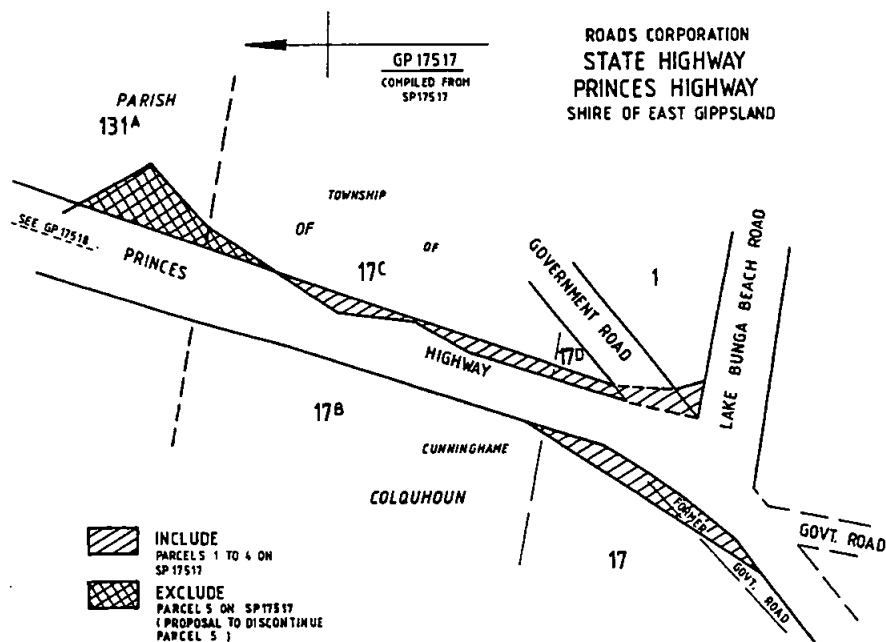 GP 17517
COMPILED FROM
SP17517
ROADS CORPORATION
STATE HIGHWAY
PRINCES HIGHWAY
SHIRE OF EAST GIPPSLAND
PARISH
131A
TOWNSHIP
OF
OF
SEE GP.17518
PRINCES
17C
GOVERNMENT ROAD
1
LAKE BUNGA BEACH ROAD
HIGHWAY
17D
17B
CUNNINGHAME
COLQUHOUN
FORMER
GOVT. ROAD
17
GOVT. ROAD
INCLUDE
PARCELS 1 TO 4 ON
SP 17517
EXCLUDE
PARCEL 5 ON SP17517
( PROPOSAL TO DISCONTINUE
PARCEL 5 )